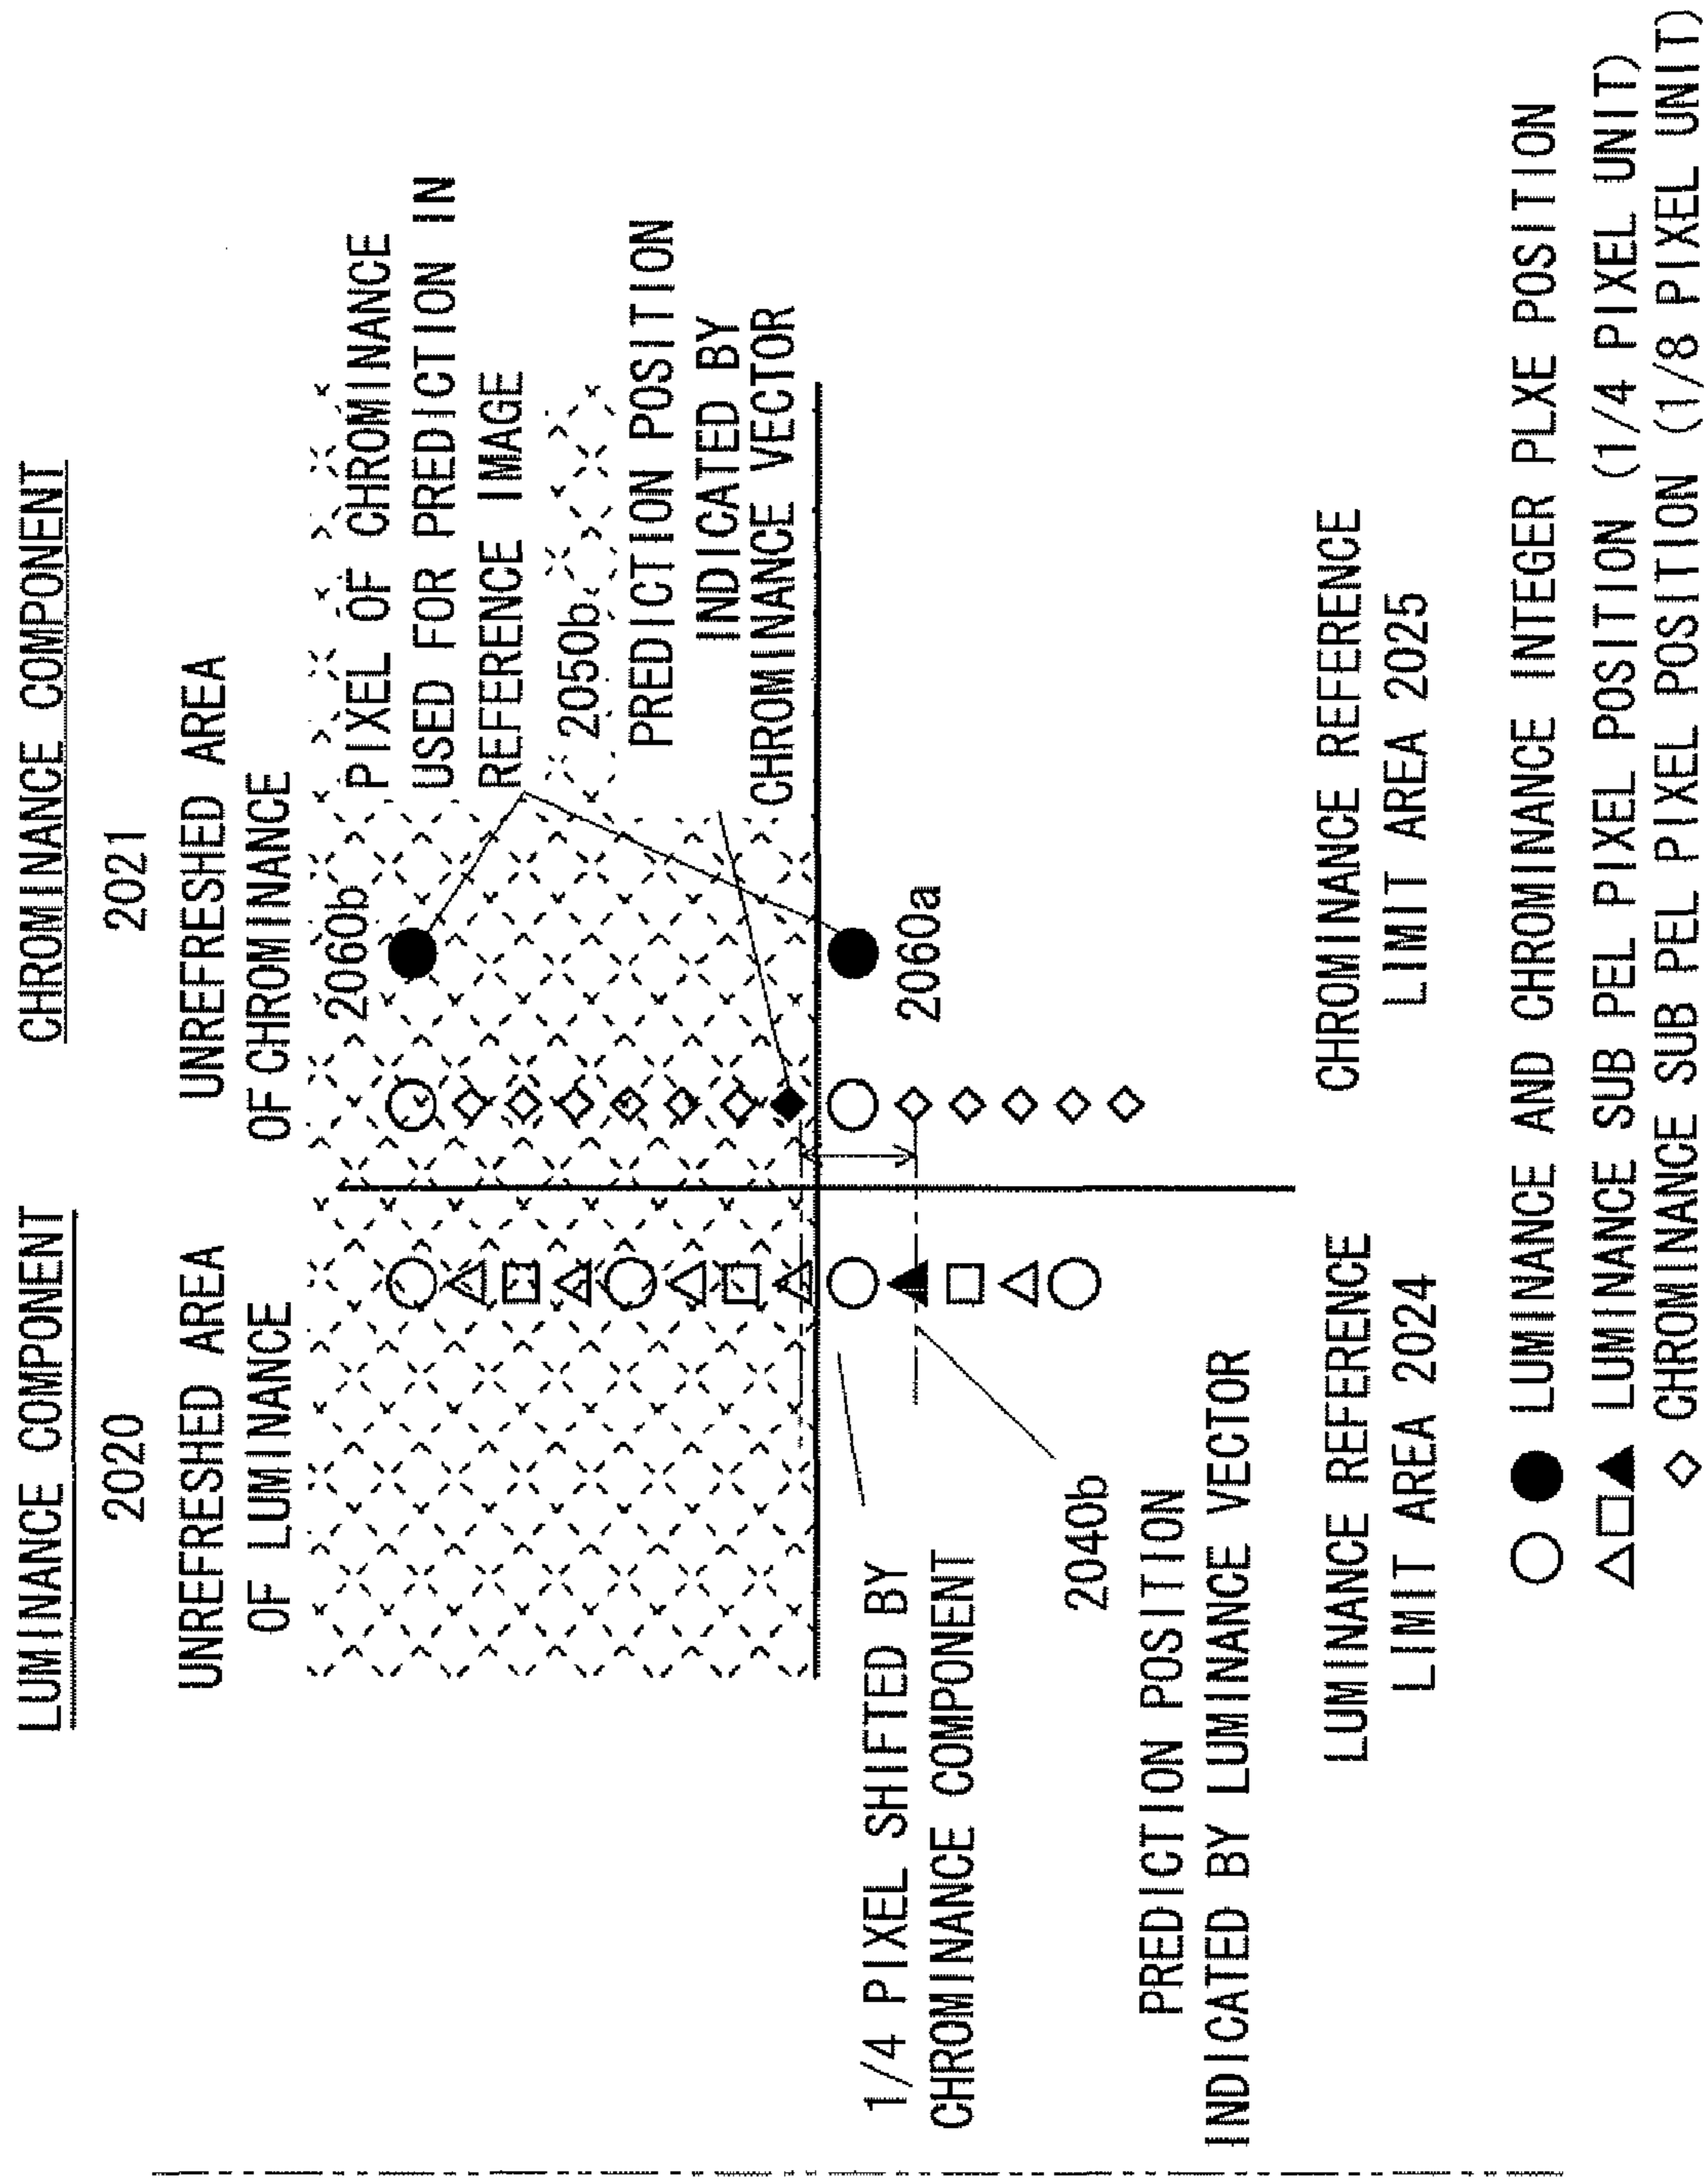 LUMINANCE COMPONENT
2020
UNREFRESHED AREA
OF LUMINANCE
CHROMINANCE COMPONENT
2021
UNREFRESHED AREA
OF CHROMINANCE
2060b
PIXEL OF CHROMINANCE
USED FOR PREDICTION IN
REFERENCE IMAGE
2050b
PREDICTION POSITION
INDICATED BY
CHROMINANCE VECTOR
2060a
1/4 PIXEL SHIFTED BY
CHROMINANCE COMPONENT
2040b
PREDICTION POSITION
INDICATED BY LUMINANCE VECTOR
LUMINANCE REFERENCE
LIMIT AREA 2024
CHROMINANCE REFERENCE
LIMIT AREA 2025
LUMINANCE AND CHROMINANCE INTEGER PLXE POSITION
LUMINANCE SUB PEL PIXEL POSITION (1/4 PIXEL UNIT)
CHROMINANCE SUB PEL PIXEL POSITION (1/8 PIXEL UNIT)